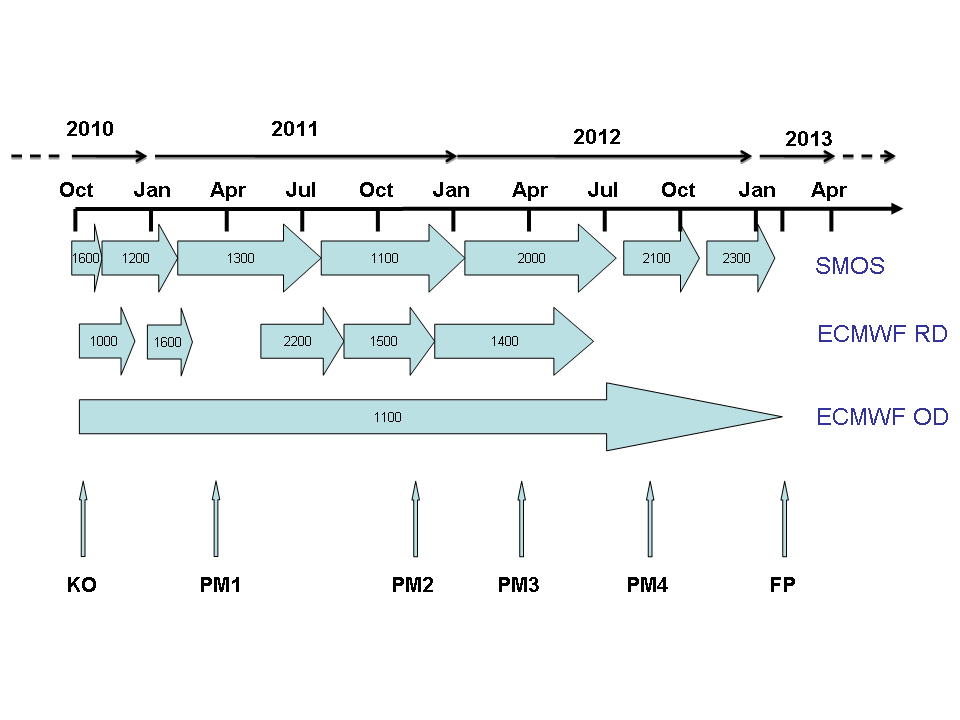 2010 2011 2012 2013
Oct Jan Apr Jul Oct Jan Apr Jul Oct Jan Apr
1600 1200 1300 1100 2000 2100 2300 SMOS
1000 1600 2200 1500 1400 ECMWF RD
1100 ECMWF OD
KO PM1 PM2 PM3 PM4 FP